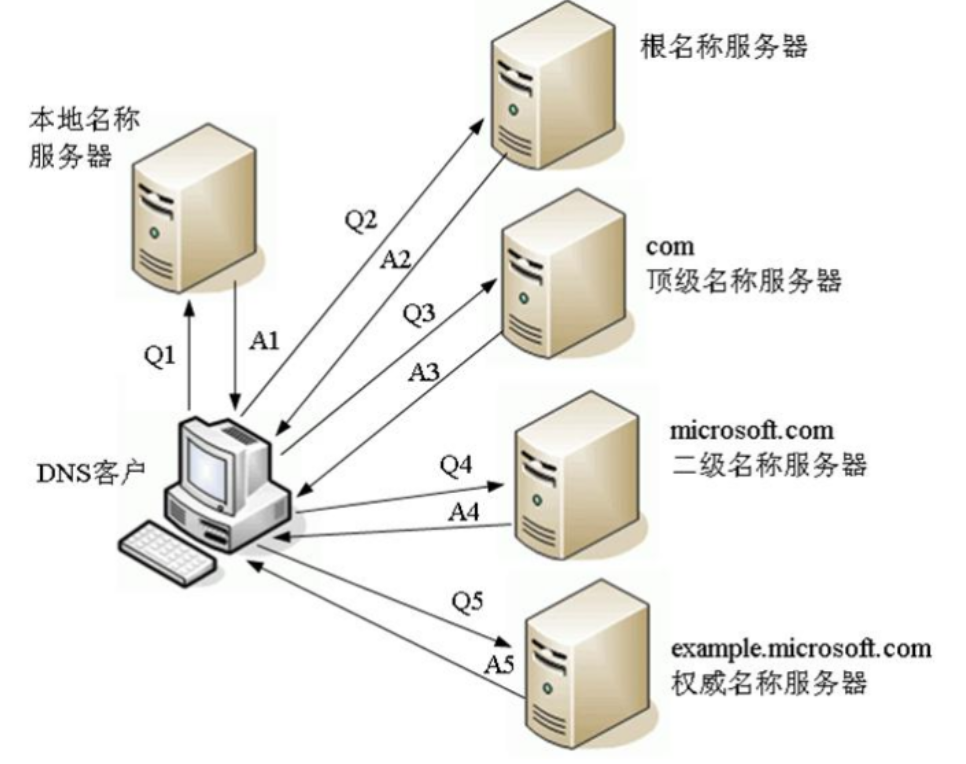 根名称服务器
本地名称
服务器
Q2
A2
com
顶级名称服务器
Q3
Q1
A1
A3
microsoft.com
二级名称服务器
DNS客户
Q4
A4
Q5
A5
example.microsoft.com
权威名称服务器